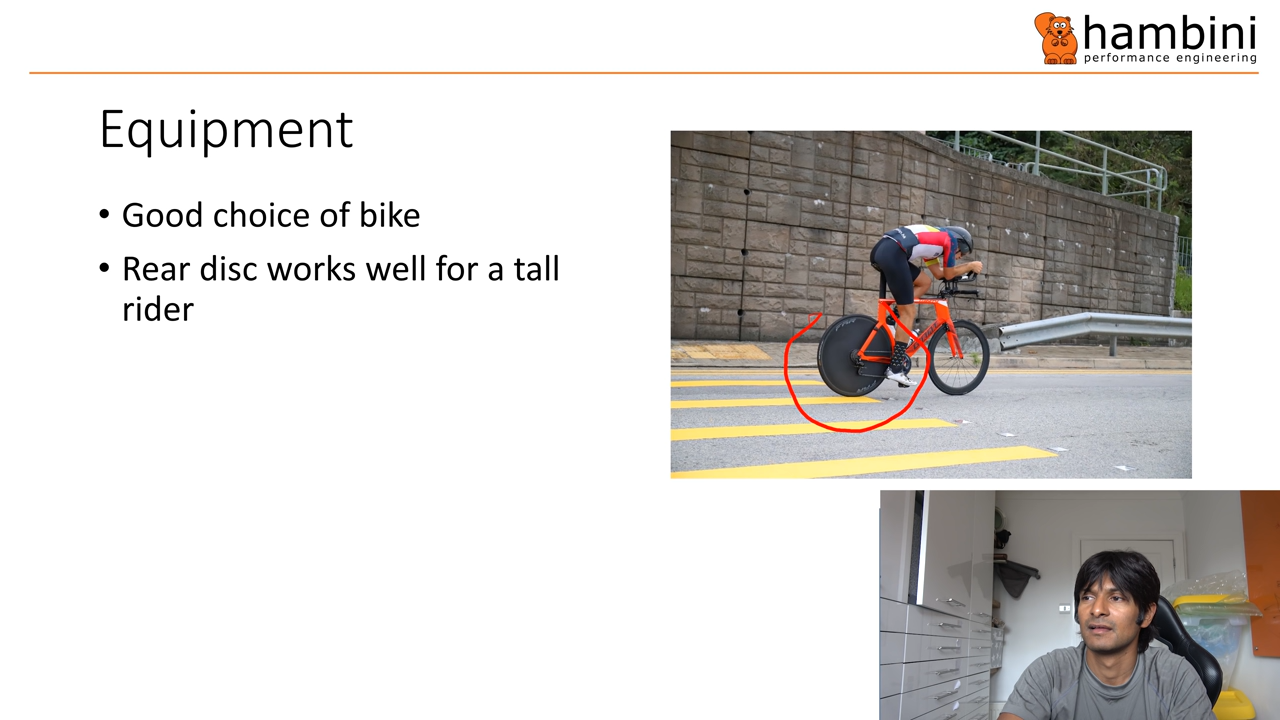 hambini
performance engineering
Equipment
• Good choice of bike
• Rear disc works well for a tall
rider